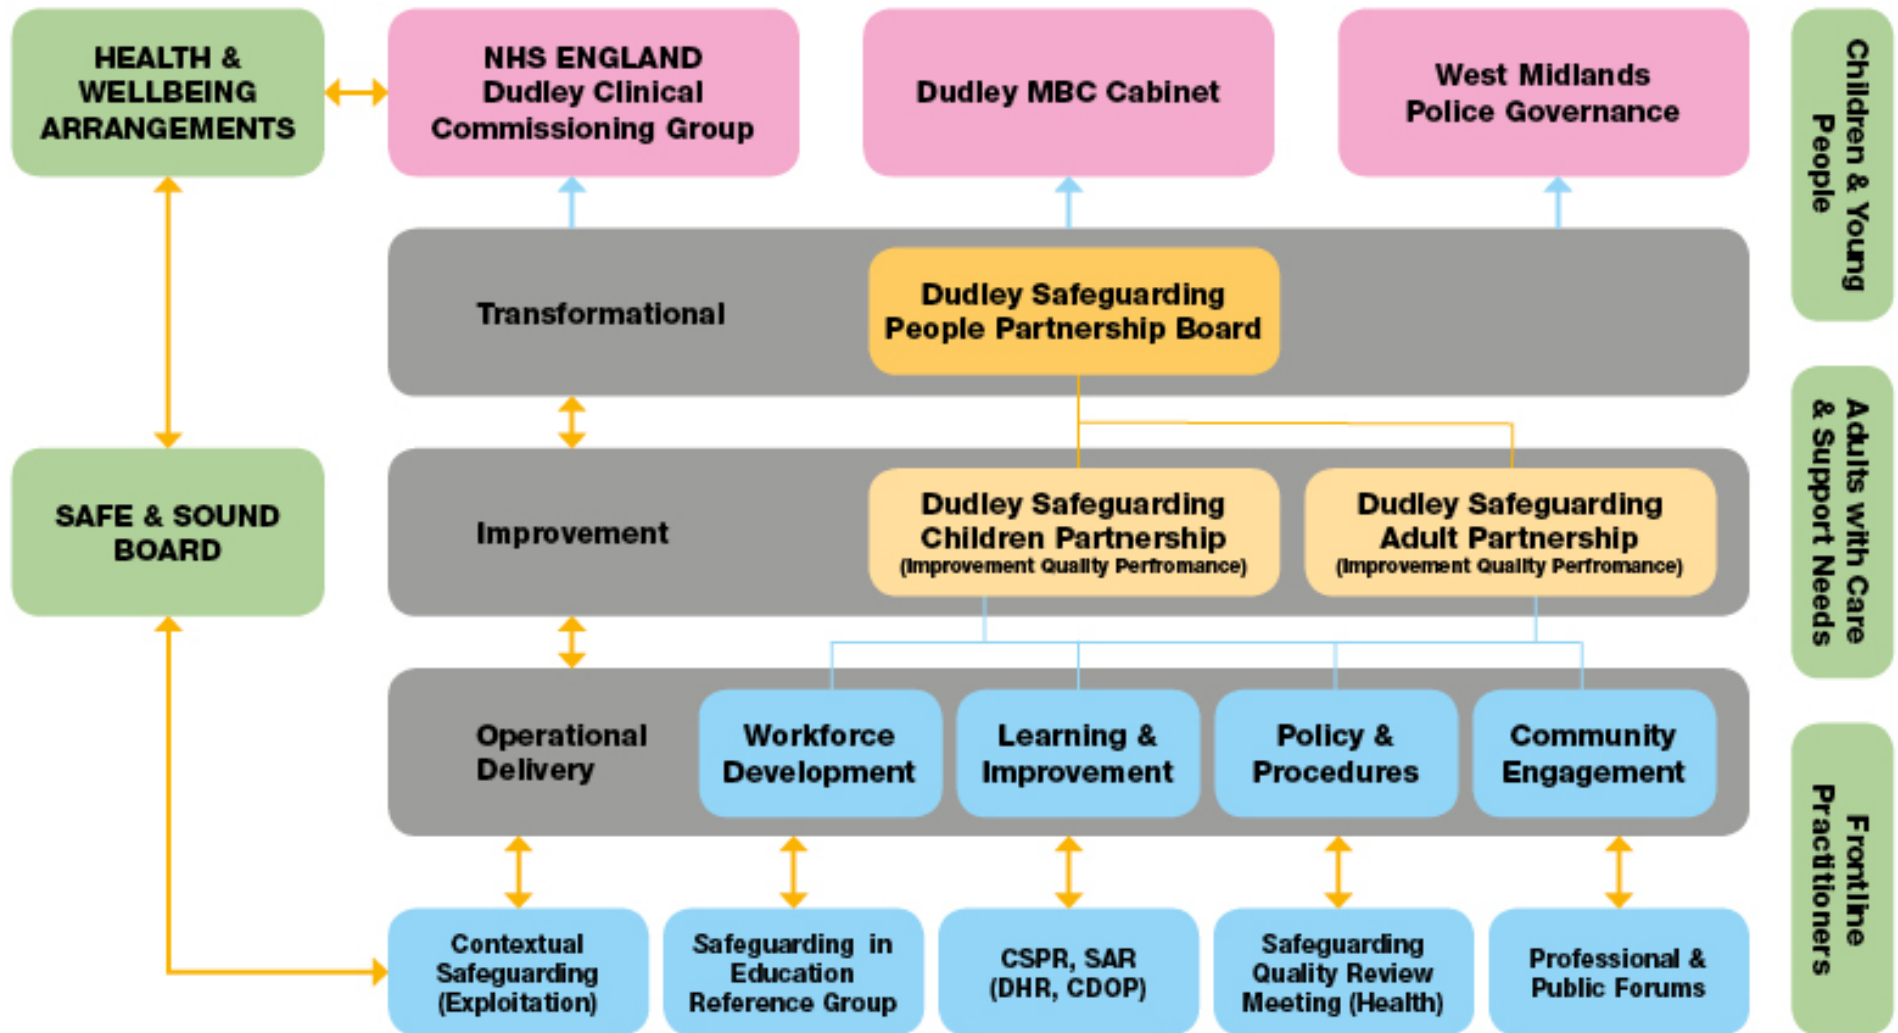 HEALTH &
WELLBEING
ARRANGEMENTS
NHS ENGLAND
Dudley Clinical
Commissioning Group
Dudley MBC Cabinet
West Midlands
Police Governance
Children & Young
People
Transformational
Dudley Safeguarding
People Partnership Board
Adults with Care
& Support Needs
SAFE & SOUND
BOARD
Improvement
Dudley Safeguarding
Children Partnership
(Improvement Quality Perfromance)
Dudley Safeguarding
Adult Partnership
(Improvement Quality Perfromance)
Operational
Delivery
Workforce
Development
Learning &
Improvement
Policy &
Procedures
Community
Engagement
Frontline
Practitioners
Contextual
Safeguarding
(Exploitation)
Safeguarding in
Education
Reference Group
CSPR, SAR
(DHR, CDOP)
Safeguarding
Quality Review
Meeting (Health)
Professional &
Public Forums